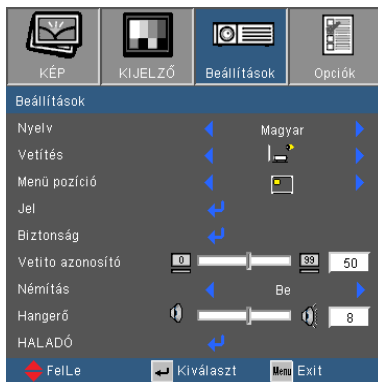 KÉP KIJELZŐ Beállítások Opciók
Beállítások
Nyelv Magyar
Vetítés
Menü pozíció
Jel
Biztonság
Vetito azonosító 0 99 50
Némítás Be
Hangerő 8
HALADÓ
FelLe Kiválaszt Menu Exit